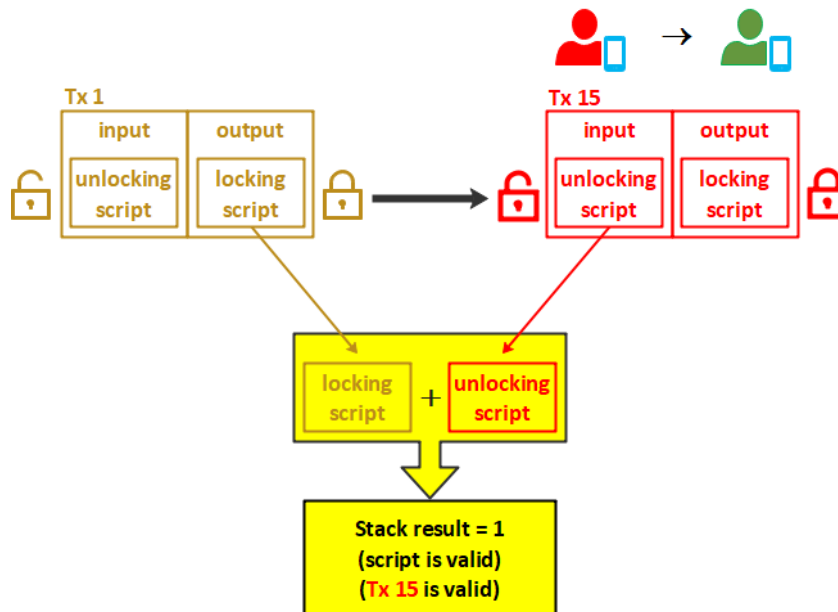 Tx 1
input
output
unlocking
script
locking
script
→
Tx 15
input
output
unlocking
script
locking
script
locking
script
+
unlocking
script
Stack result = 1
(script is valid)
(Tx 15 is valid)